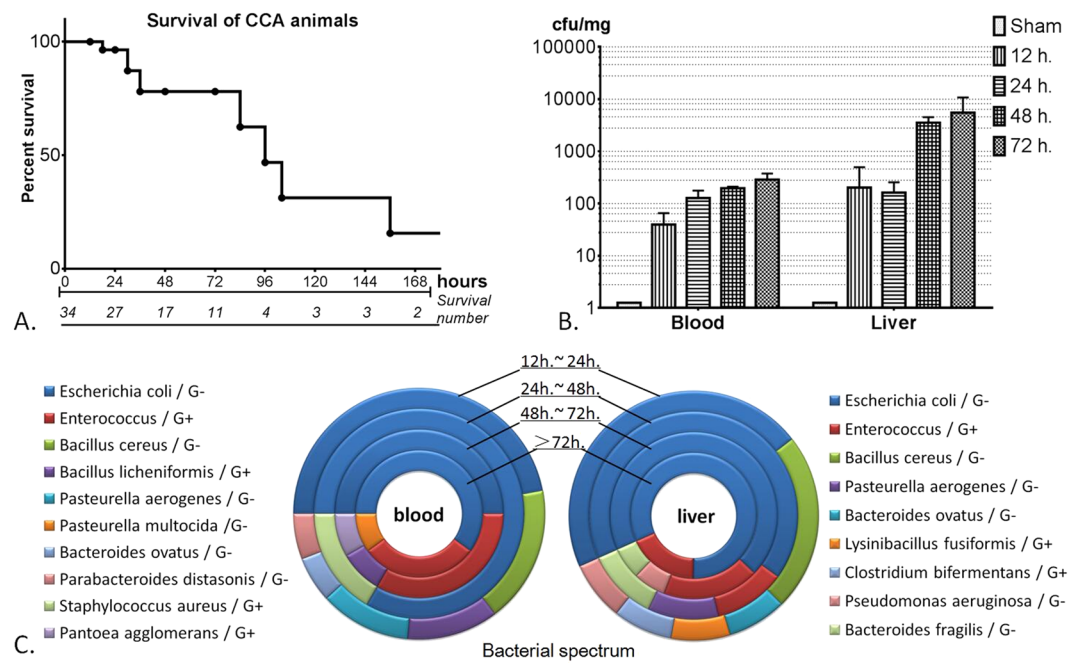 Survival of CCA animals
Percent survival
100
50
0
0 24 48 72 96 120 144 168 hours
34 27 17 11 4 3 3 2 Survival number
A.
cfu/mg
100000
10000
1000
100
10
1
Blood Liver
Sham
12 h.
24 h.
48 h.
72 h.
B.
Escherichia coli / G-
Enterococcus / G+
Bacillus cereus / G-
Bacillus licheniformis / G+
Pasteurella aerogenes / G-
Pasteurella multocida /G-
Bacteroides ovatus / G-
Parabacteroides distasonis / G-
Staphylococcus aureus / G+
Pantoea agglomerans / G+
12h.~ 24h.
24h.~ 48h.
48h.~ 72h.
>72h.
blood
liver
Escherichia coli / G-
Enterococcus / G+
Bacillus cereus / G-
Pasteurella aerogenes / G-
Bacteroides ovatus / G-
Lysinibacillus fusiformis / G+
Clostridium bifermentans / G+
Pseudomonas aeruginosa / G-
Bacteroides fragilis / G-
C.
Bacterial spectrum